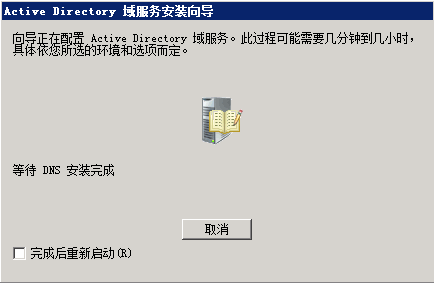 Active Directory 域服务安装向导
向导正在配置 Active Directory 域服务。此过程可能需要几分钟到几小时，
具体依您所选的环境和选项而定。
等待 DNS 安装完成
取消
完成后重新启动(R)